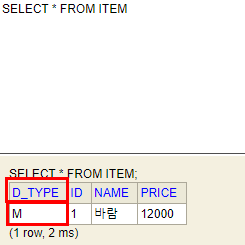 SELECT * FROM ITEM
SELECT * FROM ITEM;
D_TYPE ID NAME PRICE
M 1 바람 12000
(1 row, 2 ms)